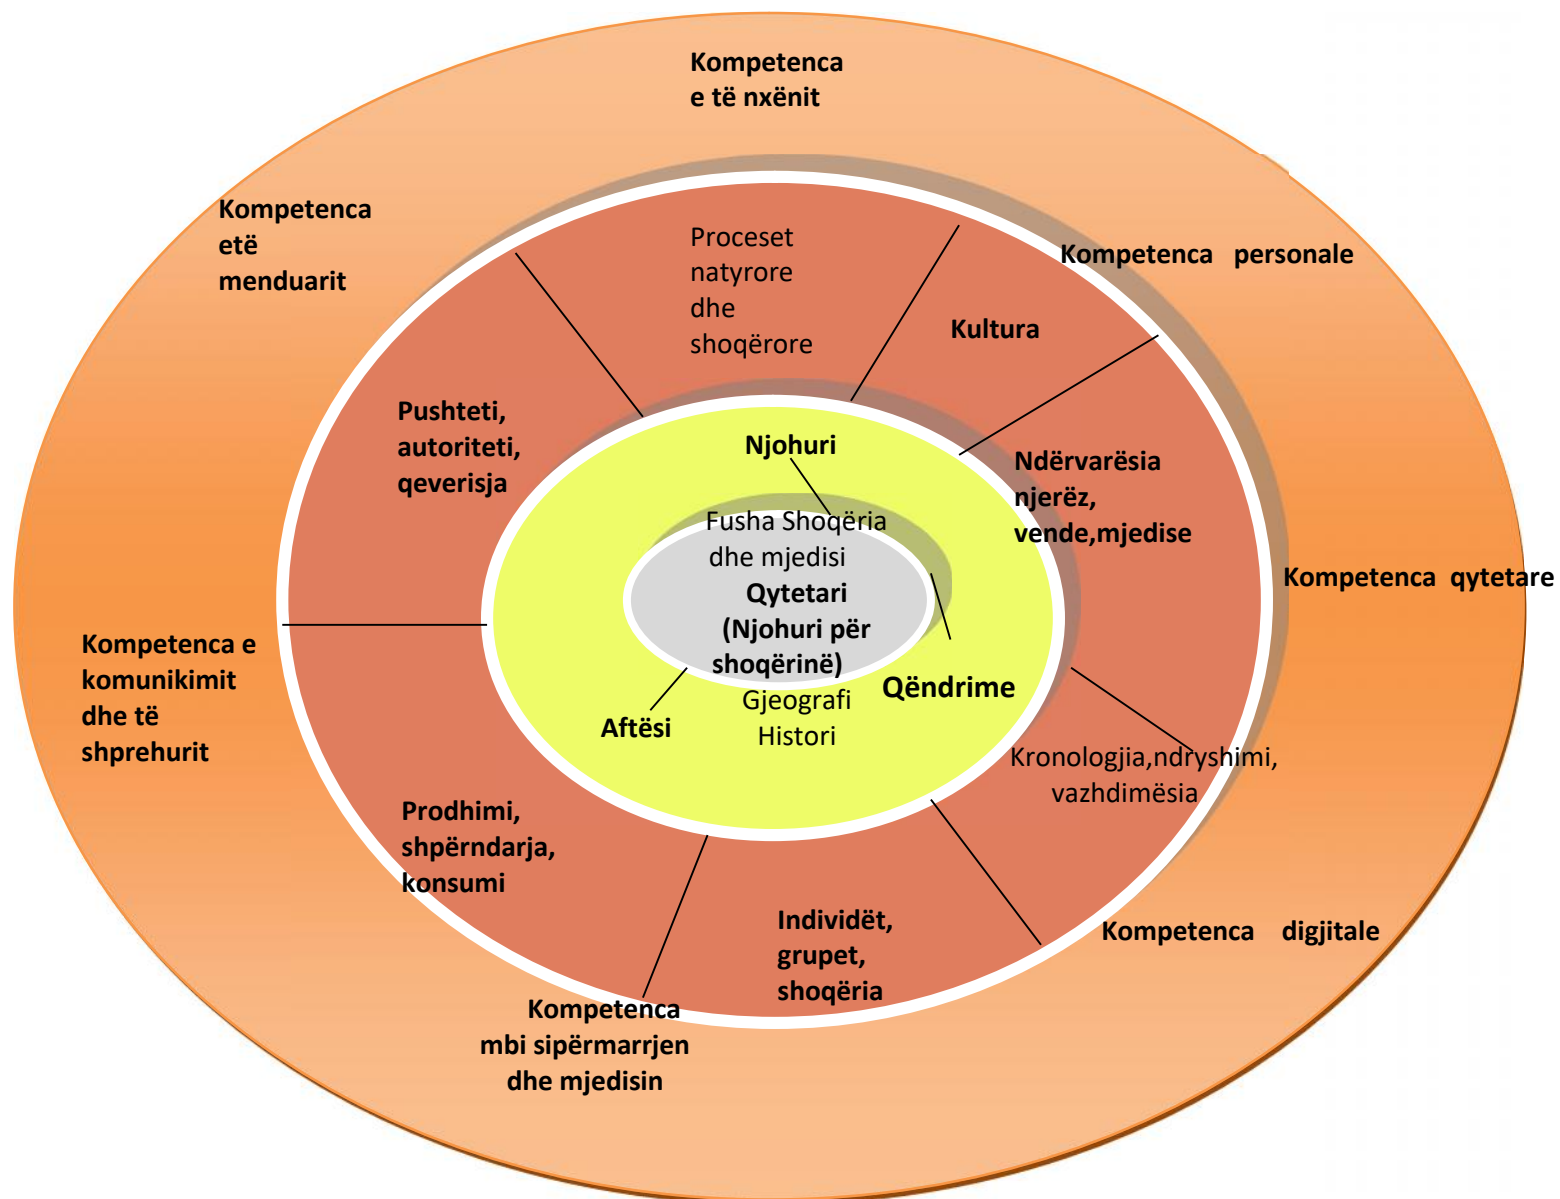 Kompetenca
e të nxënit
Kompetenca
etë
menduarit
Proceset
natyrore
dhe
shoqërore
Kompetenca personale
Kultura
Pushteti,
autoriteti,
qeverisja
Njohuri
Ndërvarësia
njerëz,
vende,mjedise
Fusha Shoqëria
dhe mjedisi
Qytetari
(Njohuri për
shoqërinë)
Gjeografi
Histori
Kompetenca qytetare
Kompetenca e
komunikimit
dhe të
shprehurit
Qëndrime
Aftësi
Kronologjia,ndryshimi,
vazhdimësia
Prodhimi,
shpërndarja,
konsumi
Individët,
grupet,
shoqëria
Kompetenca digjitale
Kompetenca
mbi sipërmarrjen
dhe mjedisin